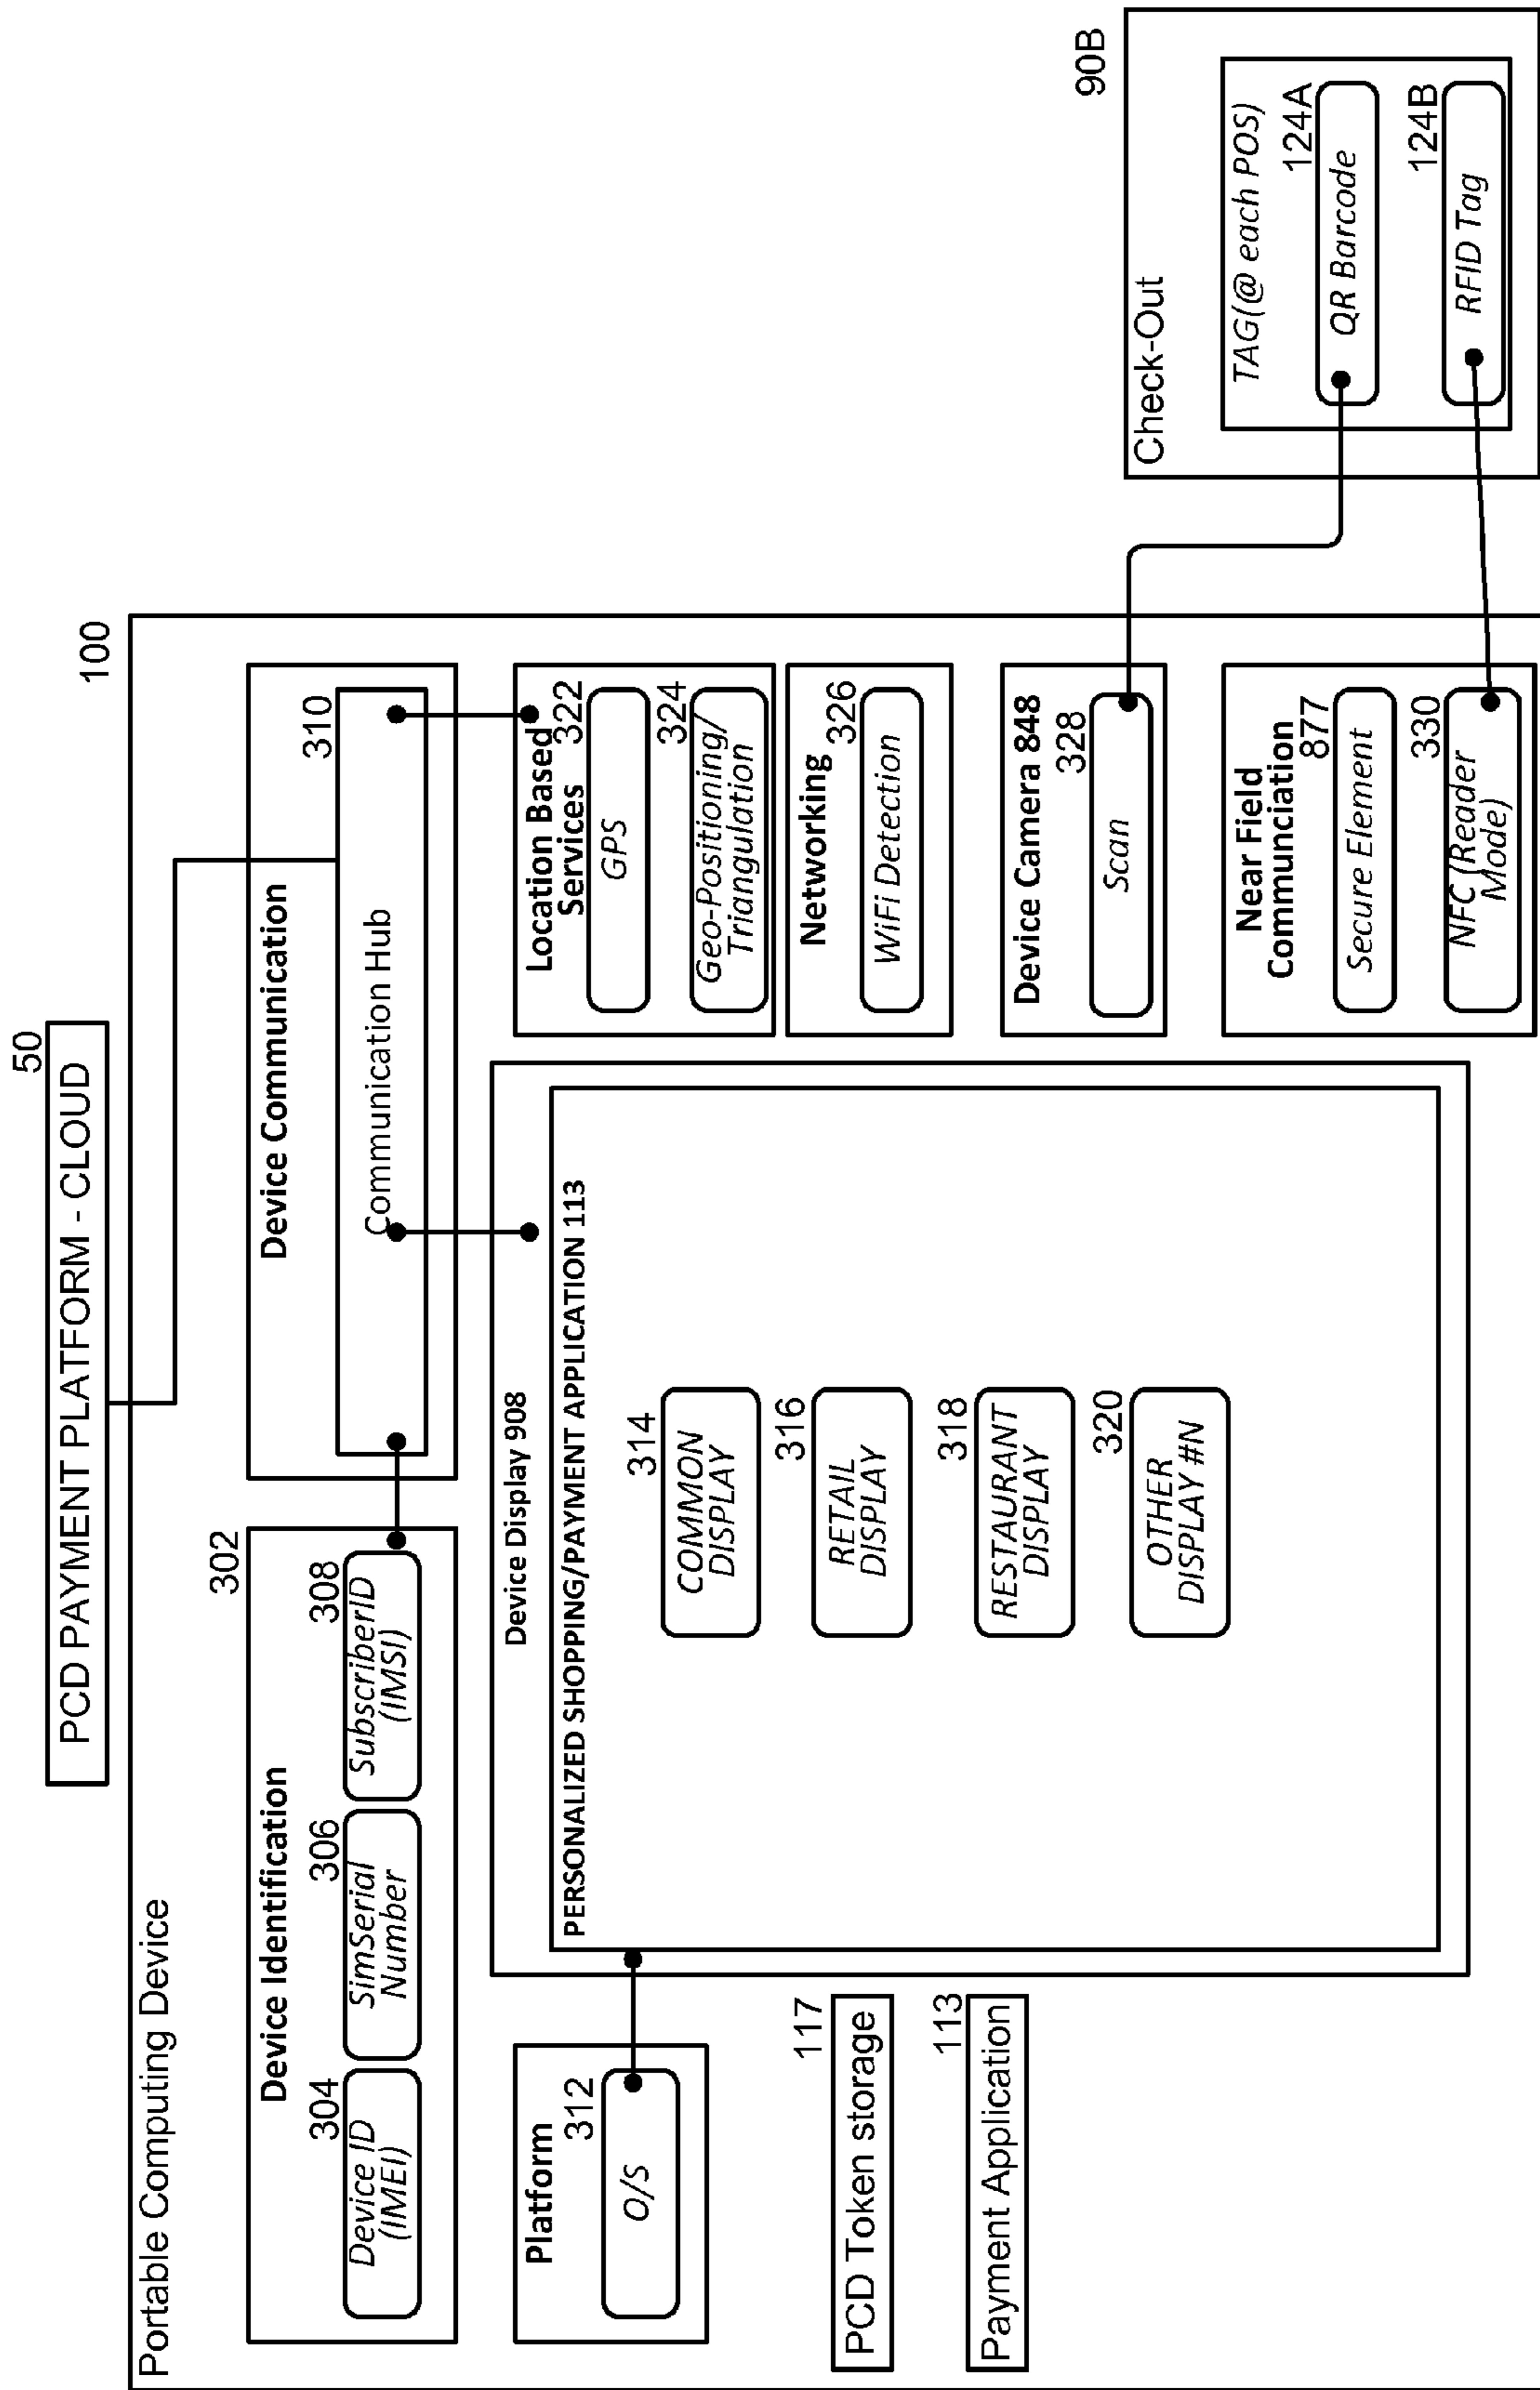 50
PCD PAYMENT PLATFORM - CLOUD
100
Portable Computing Device
302
Device Identification
304
Device ID
(IMEI)
306
SimSerial
Number
308
SubscriberID
(IMSI)
Device Communication
310
Communication Hub
Platform
312
O/S
117
PCD Token storage
113
Payment Application
Device Display 908
PERSONALIZED SHOPPING/PAYMENT APPLICATION 113
314
COMMON
DISPLAY
316
RETAIL
DISPLAY
318
RESTAURANT
DISPLAY
320
OTHER
DISPLAY #N
Location Based
Services
322
GPS
324
Geo-Positioning/
Triangulation
Networking
326
WiFi Detection
Device Camera 848
328
Scan
Near Field
Communciation
877
Secure Element
330
NFC (Reader
Mode)
90B
Check-Out
TAG(@ each POS)
124A
QR Barcode
124B
RFID Tag